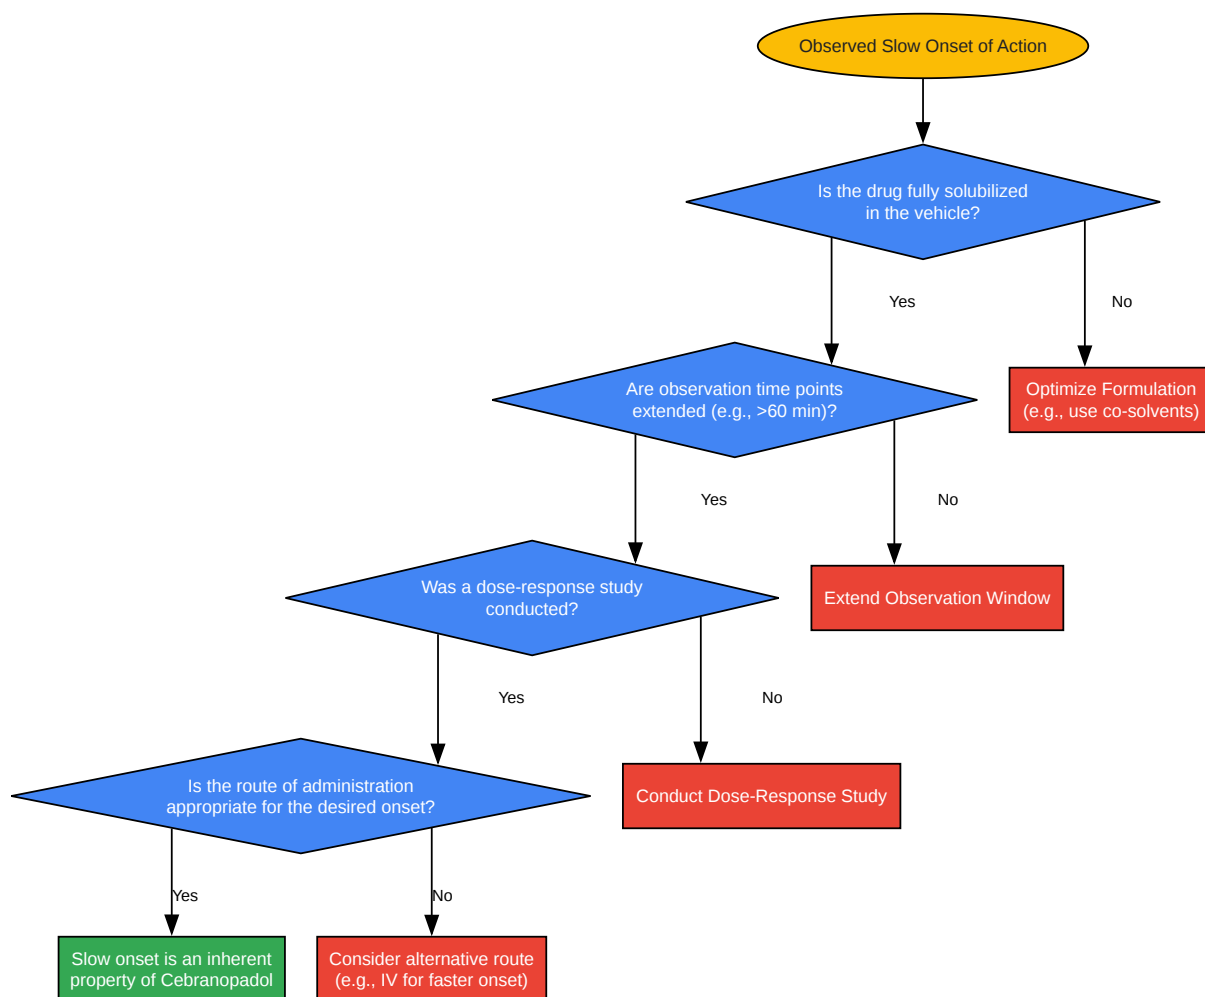 Observed Slow Onset of Action
Is the drug fully solubilized
in the vehicle?
Yes
No
Are observation time points
extended (e.g., >60 min)?
Optimize Formulation
(e.g., use co-solvents)
Yes
No
Was a dose-response study
conducted?
Extend Observation Window
Yes
No
Is the route of administration
appropriate for the desired onset?
Conduct Dose-Response Study
Yes
No
Slow onset is an inherent
property of Cebranopadol
Consider alternative route
(e.g., IV for faster onset)